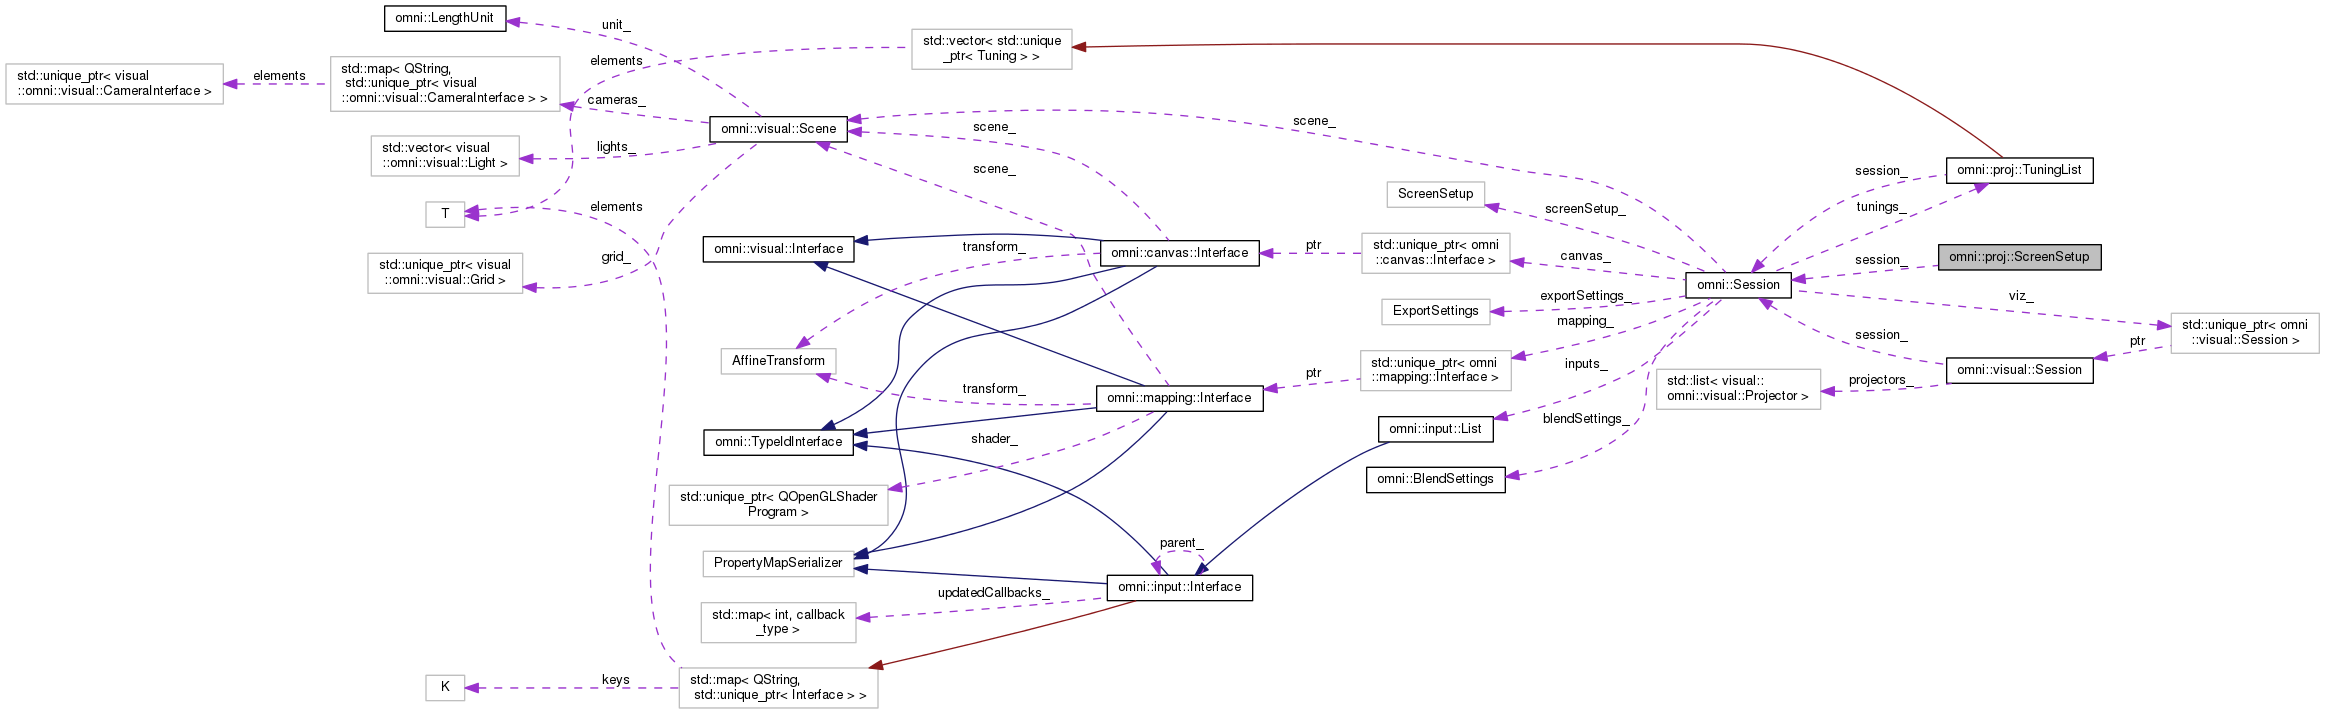 omni::LengthUnit
unit_
std::vector< std::unique
_ptr< Tuning > >
elements
std::unique_ptr< visual
::omni::visual::CameraInterface >
elements
std::map< QString,
std::unique_ptr< visual
::omni::visual::CameraInterface > >
cameras_
omni::visual::Scene
scene_
scene_
std::vector< visual
::omni::visual::Light >
lights_
scene_
session_
omni::proj::TuningList
ScreenSetup
screenSetup_
tunings_
T
elements
omni::visual::Interface
transform_
omni::canvas::Interface
ptr
std::unique_ptr< omni
::canvas::Interface >
canvas_
session_
omni::proj::ScreenSetup
std::unique_ptr< visual
::omni::visual::Grid >
grid_
omni::Session
exportSettings_
viz_
ExportSettings
mapping_
std::unique_ptr< omni
::visual::Session >
session_
ptr
AffineTransform
transform_
ptr
std::unique_ptr< omni
::mapping::Interface >
inputs_
omni::visual::Session
std::list< visual::
omni::visual::Projector >
projectors_
omni::mapping::Interface
blendSettings_
omni::TypeIdInterface
shader_
omni::input::List
omni::BlendSettings
std::unique_ptr< QOpenGLShader
Program >
parent_
PropertyMapSerializer
omni::input::Interface
updatedCallbacks_
std::map< int, callback
_type >
K
keys
std::map< QString,
std::unique_ptr< Interface > >